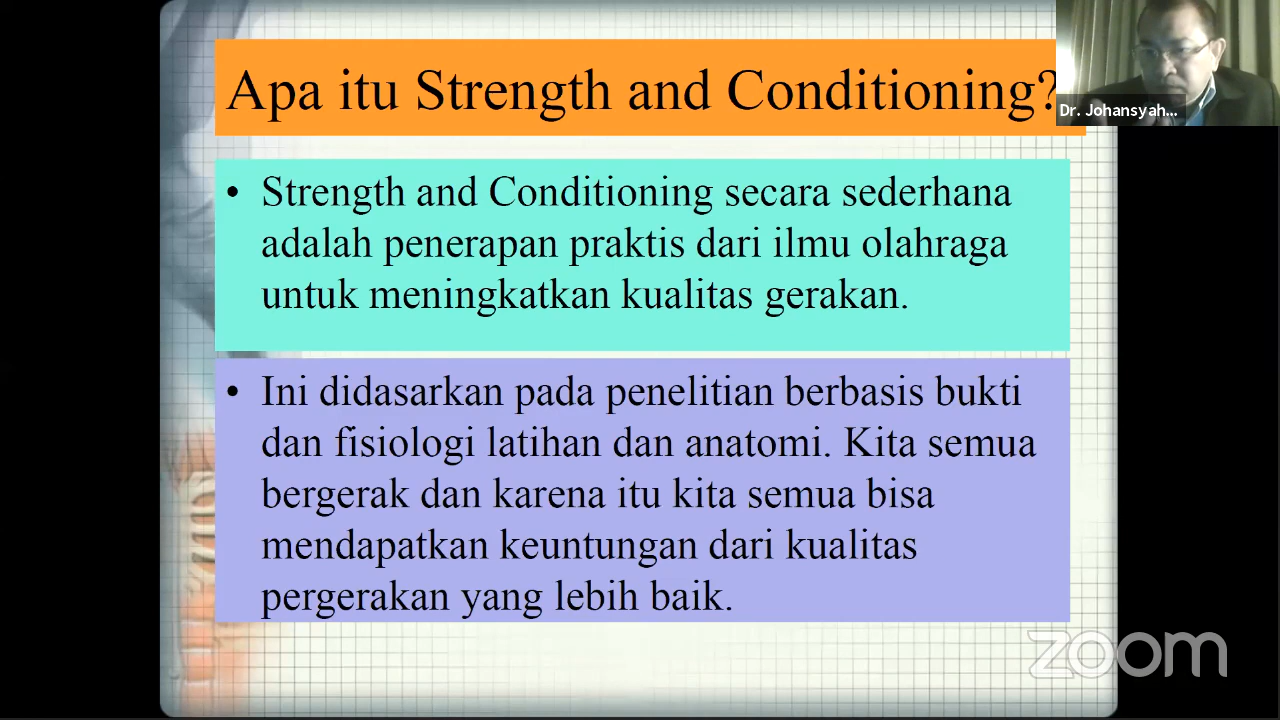 Apa itu Strength and Conditioning?
Dr. Johansyah...
• Strength and Conditioning secara sederhana
adalah penerapan praktis dari ilmu olahraga
untuk meningkatkan kualitas gerakan.
• Ini didasarkan pada penelitian berbasis bukti
dan fisiologi latihan dan anatomi. Kita semua
bergerak dan karena itu kita semua bisa
mendapatkan keuntungan dari kualitas
pergerakan yang lebih baik.
zoom